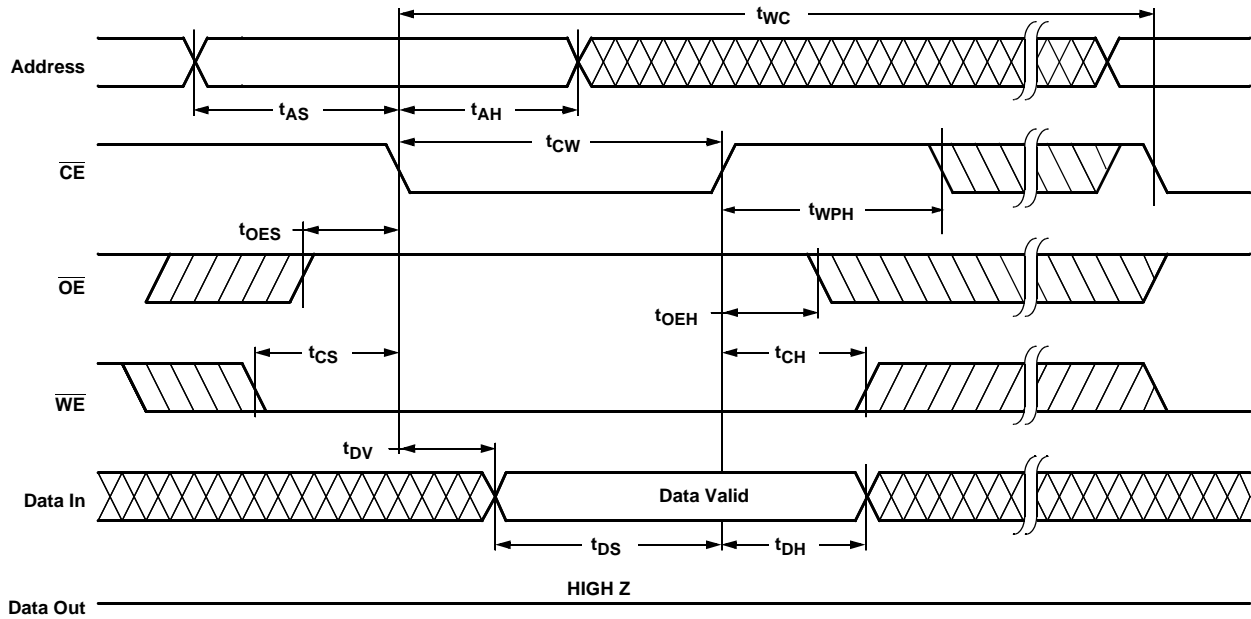 tWC
Address
tAS
tAH
tCW
CE
tWPH
tOES
OE
tOEH
tCS
tCH
WE
tDV
Data In
Data Valid
tDS
tDH
HIGH Z
Data Out